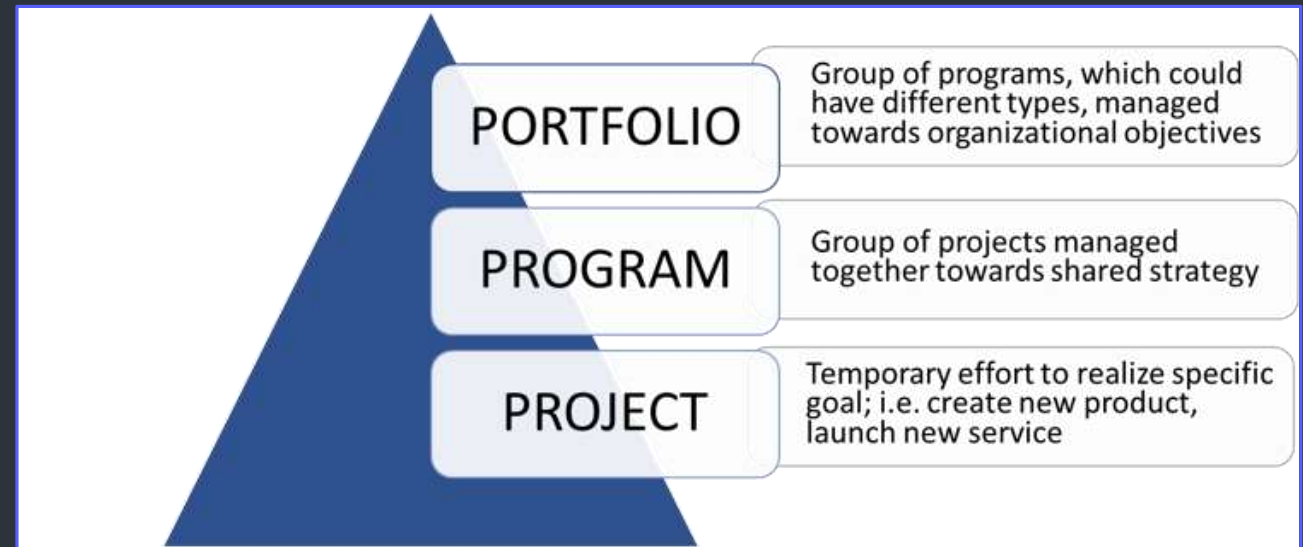 PORTFOLIO
Group of programs, which could
have different types, managed
towards organizational objectives
PROGRAM
Group of projects managed
together towards shared strategy
PROJECT
Temporary effort to realize specific
goal; i.e. create new product,
launch new service